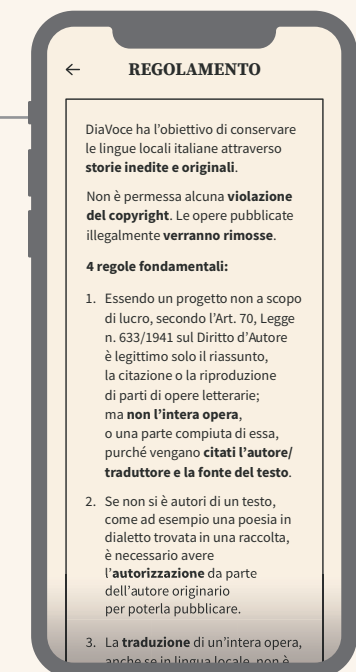 REGOLAMENTO
DiaVoce ha l'obiettivo di conservare
le lingue locali italiane attraverso
storie inedite e originali.
Non è permessa alcuna violazione
del copyright. Le opere pubblicate
illegalmente verranno rimosse.
4 regole fondamentali:
1. Essendo un progetto non a scopo
di lucro, secondo l'Art. 70, Legge
n. 633/1941 sul Diritto d'Autore
è legittimo solo il riassunto,
la citazione o la riproduzione
di parti di opere letterarie;
ma non l'intera opera,
o una parte compiuta di essa,
purché vengano citati l'autore/
traduttore e la fonte del testo.
2. Se non si è autori di un testo,
come ad esempio una poesia in
dialetto trovata in una raccolta,
è necessario avere
l'autorizzazione da parte
dell'autore originario
per poterla pubblicare.
3. La traduzione di un'intera opera,
anche se in lingua locale, non è